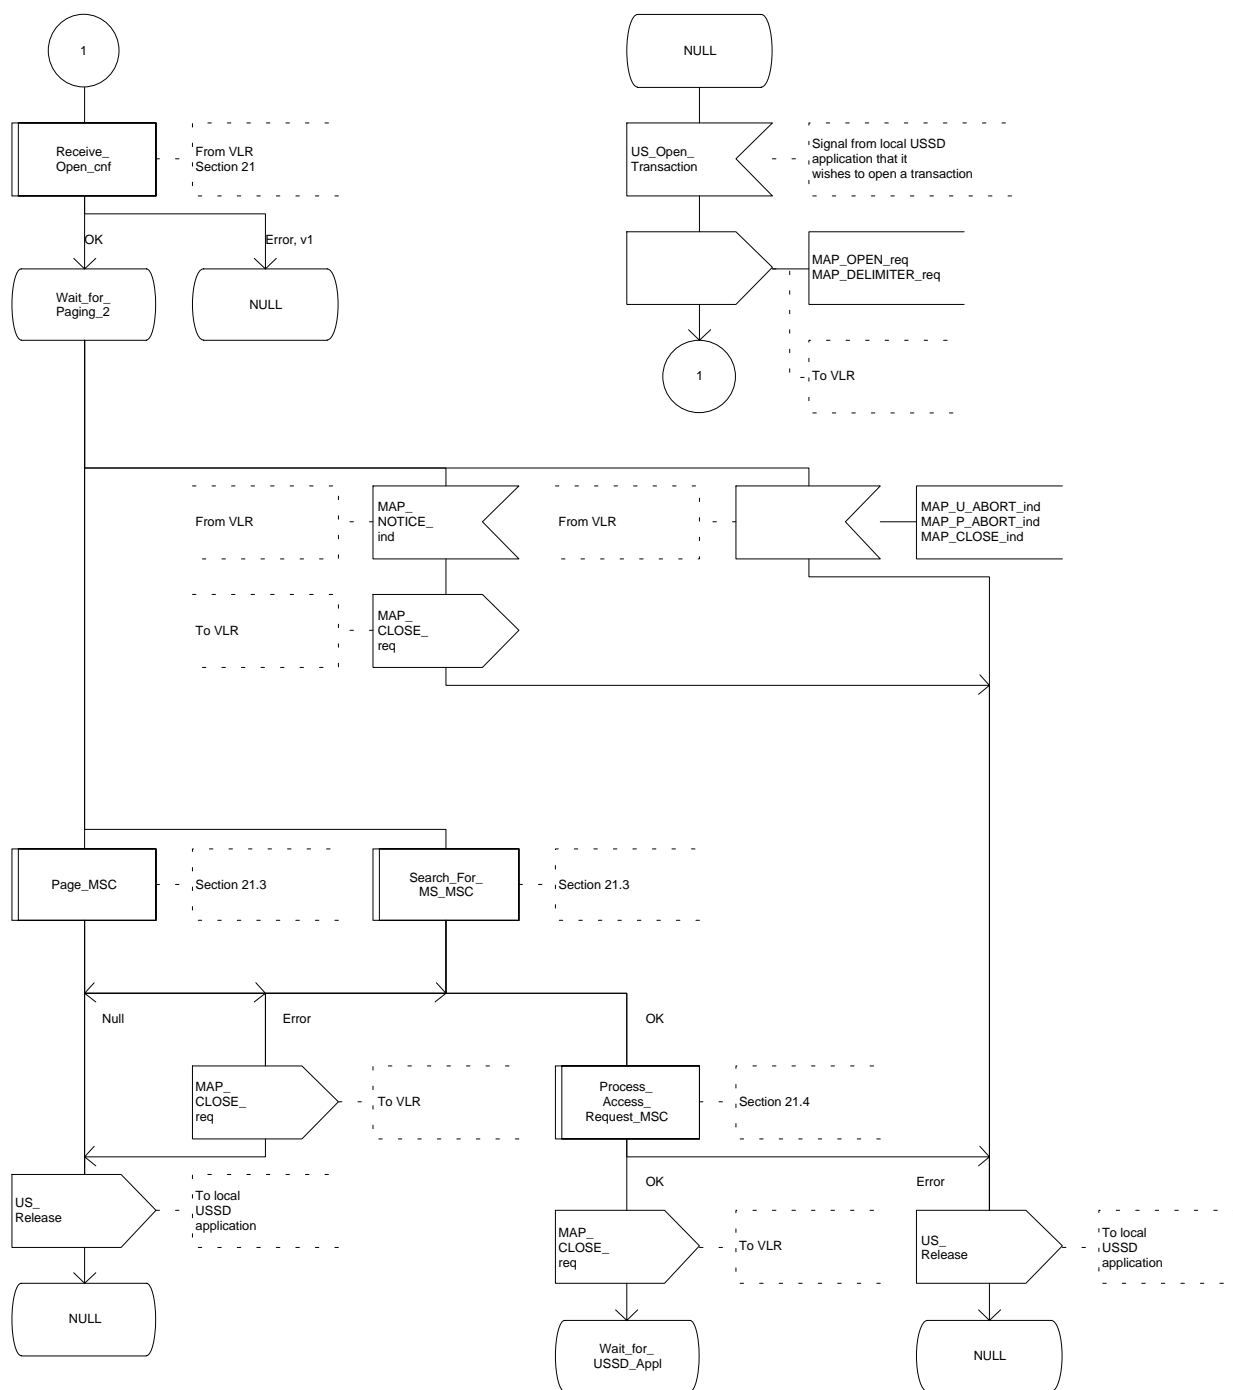 1
NULL
Receive_
Open_cnf
From VLR
Section 21
US_Open_
Transaction
Signal from local USSD
application that it
wishes to open a transaction
OK
Error, v1
MAP_OPEN_req
MAP_DELIMITER_req
Wait_for_
Paging_2
NULL
1
To VLR
From VLR
MAP_
NOTICE_
ind
From VLR
MAP_U_ABORT_ind
MAP_P_ABORT_ind
MAP_CLOSE_ind
To VLR
MAP_
CLOSE_
req
Page_MSC
Section 21.3
Search_For_
MS_MSC
Section 21.3
Null
Error
OK
MAP_
CLOSE_
req
To VLR
Process_
Access_
Request_MSC
Section 21.4
OK
Error
US_
Release
To local
USSD
application
MAP_
CLOSE_
req
To VLR
US_
Release
To local
USSD
application
NULL
Wait_for_
USSD_Appl
NULL